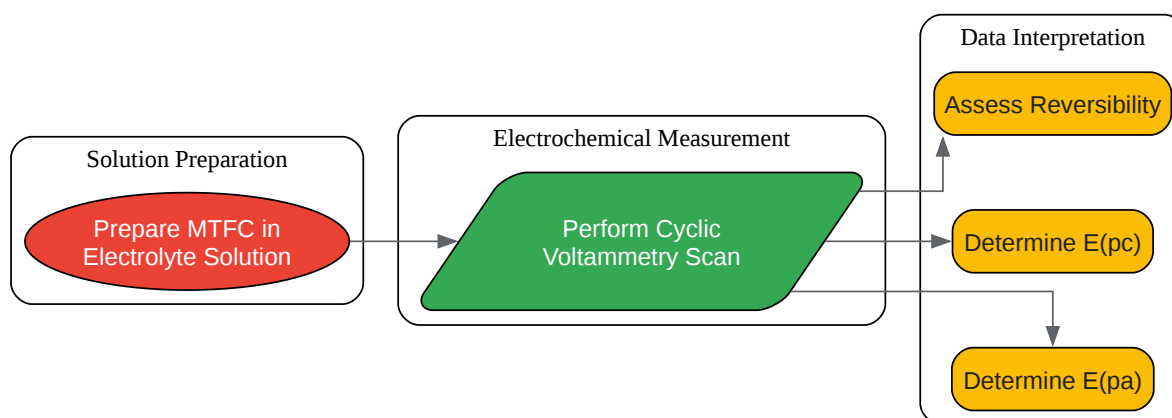 Solution Preparation
Prepare MTFC in
Electrolyte Solution
Electrochemical Measurement
Perform Cyclic
Voltammetry Scan
Data Interpretation
Assess Reversibility
Determine E(pc)
Determine E(pa)